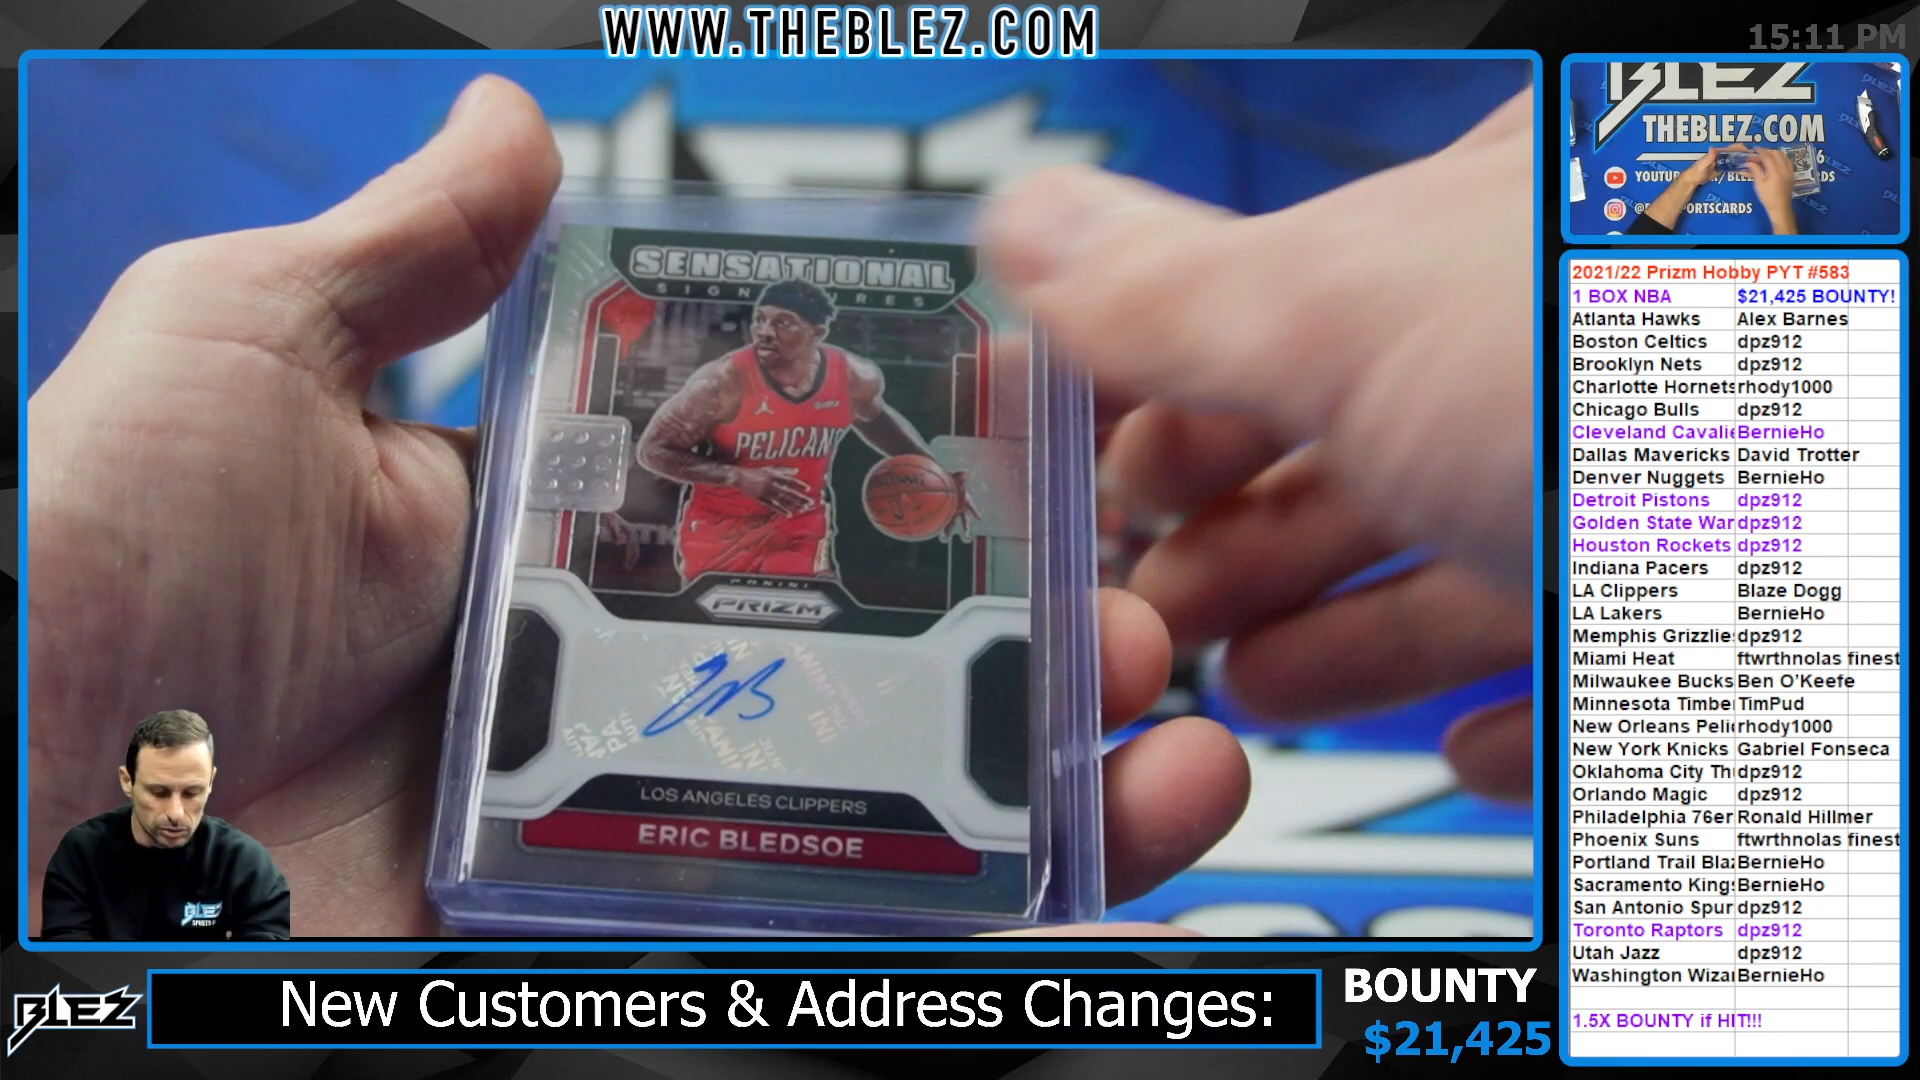 WWW.THEBLEZ.COM
15:11 PM
SENSATIONAL
PELICAN
PANINI
PRIZM
LOS ANGELES CLIPPERS
ERIC BLEDSOE
BLEZ
THEBLEZ.COM
2021/22 Prizm Hobby PYT #583
1 BOX NBA $21,425 BOUNTY!
Atlanta Hawks Alex Barnes
Boston Celtics dpz912
Brooklyn Nets dpz912
Charlotte Hornets rhody1000
Chicago Bulls dpz912
Cleveland Cavalie BernieHo
Dallas Mavericks David Trotter
Denver Nuggets BernieHo
Detroit Pistons dpz912
Golden State War dpz912
Houston Rockets dpz912
Indiana Pacers dpz912
LA Clippers Blaze Dogg
LA Lakers BernieHo
Memphis Grizzlie dpz912
Miami Heat ftwrthnolas finest
Milwaukee Bucks Ben O'Keefe
Minnesota Timbe TimPud
New Orleans Peli rhody1000
New York Knicks Gabriel Fonseca
Oklahoma City Th dpz912
Orlando Magic dpz912
Philadelphia 76er Ronald Hillmer
Phoenix Suns ftwrthnolas finest
Portland Trail Bla BernieHo
Sacramento King BernieHo
San Antonio Spur dpz912
Toronto Raptors dpz912
Utah Jazz dpz912
Washington Wiza BernieHo
1.5X BOUNTY if HIT!!!
BLEZ
BLEZ
New Customers & Address Changes:
BOUNTY
$21,425